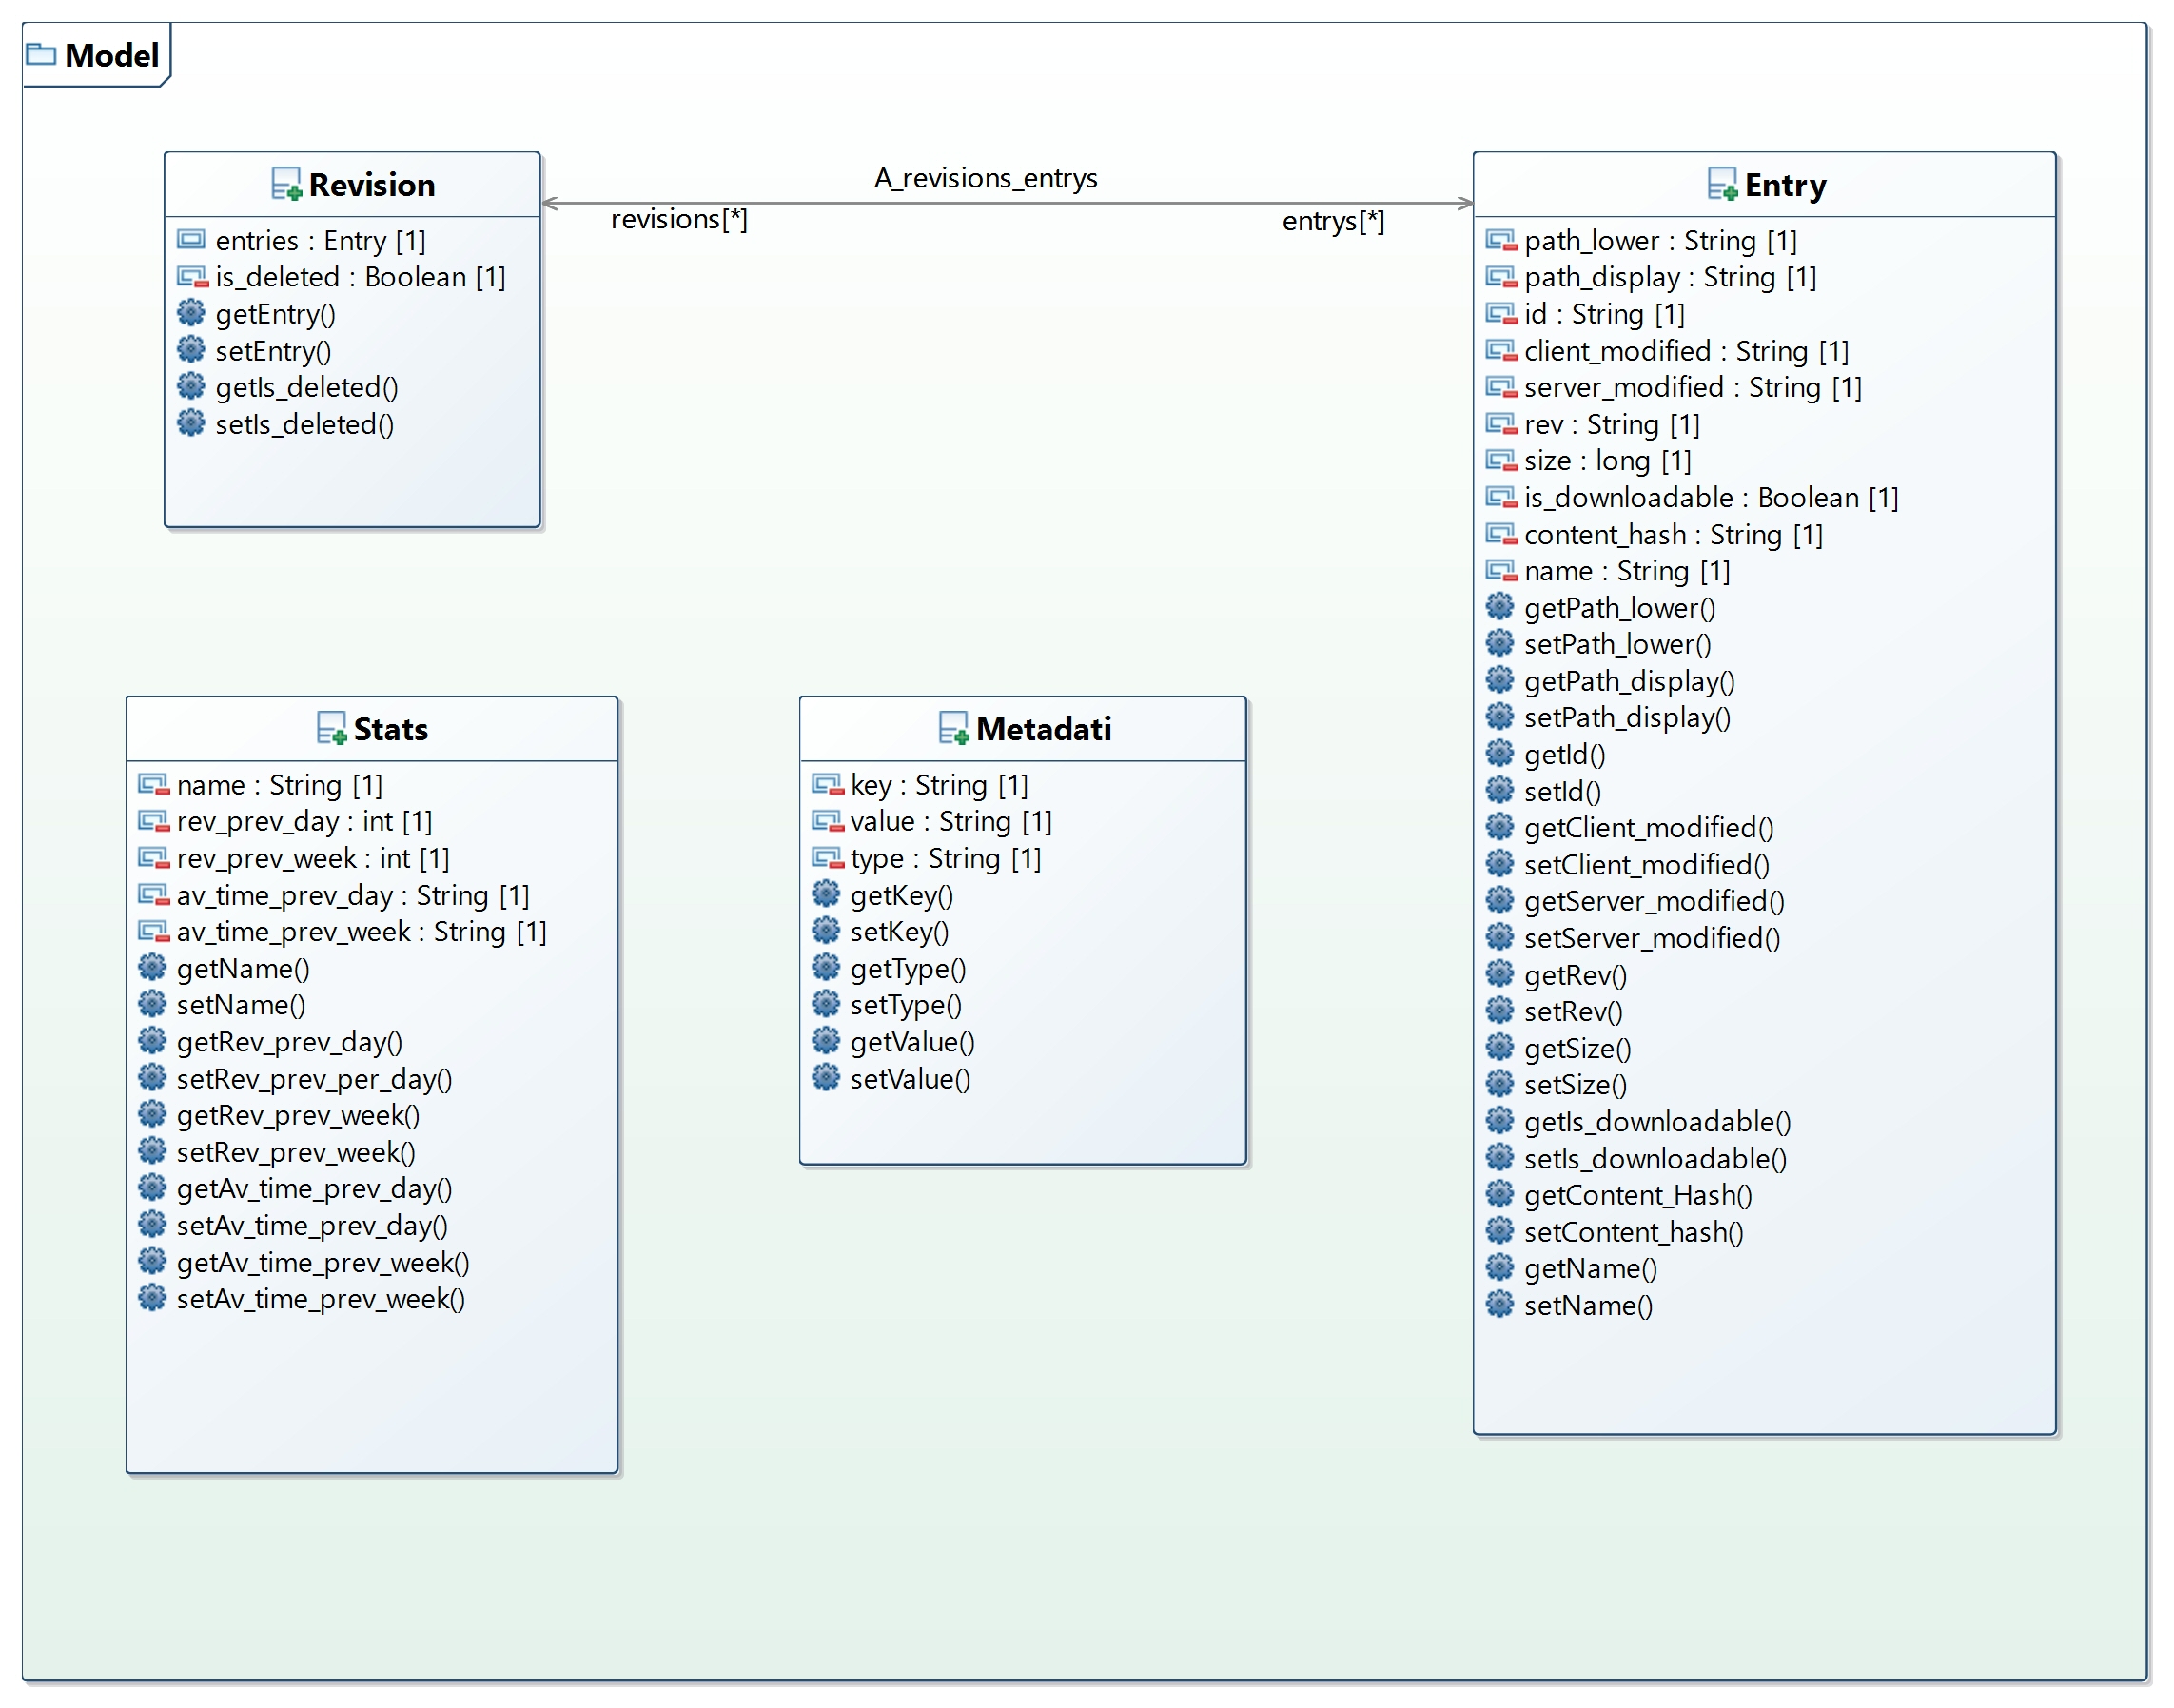 Model
Revision
entries : Entry [1]
is_deleted : Boolean [1]
getEntry()
setEntry()
getIs_deleted()
setIs_deleted()
A_revisions_entrys
revisions[*]
entrys[*]
Entry
path_lower : String [1]
path_display : String [1]
id : String [1]
client_modified : String [1]
server_modified : String [1]
rev : String [1]
size : long [1]
is_downloadable : Boolean [1]
content_hash : String [1]
name : String [1]
getPath_lower()
setPath_lower()
getPath_display()
setPath_display()
getId()
setId()
getClient_modified()
setClient_modified()
getServer_modified()
setServer_modified()
getRev()
setRev()
getSize()
setSize()
getIs_downloadable()
setIs_downloadable()
getContent_Hash()
setContent_hash()
getName()
setName()
Stats
name : String [1]
rev_prev_day : int [1]
rev_prev_week : int [1]
av_time_prev_day : String [1]
av_time_prev_week : String [1]
getName()
setName()
getRev_prev_day()
setRev_prev_per_day()
getRev_prev_week()
setRev_prev_week()
getAv_time_prev_day()
setAv_time_prev_day()
getAv_time_prev_week()
setAv_time_prev_week()
Metadati
key : String [1]
value : String [1]
type : String [1]
getKey()
setKey()
getType()
setType()
getValue()
setValue()